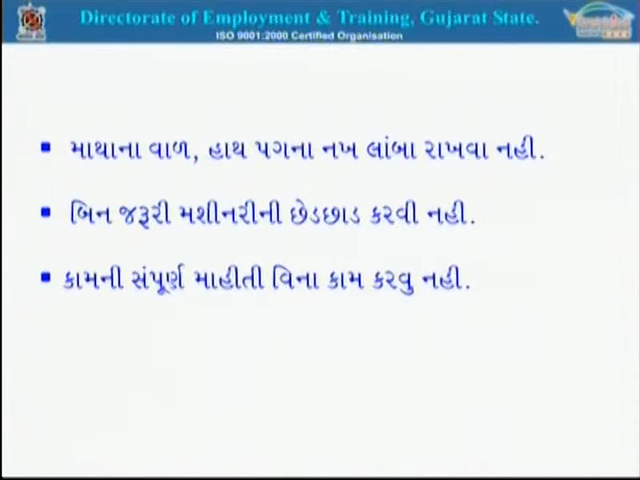 Directorate of Employment & Training, Gujarat State.
ISO 9001:2000 Certified Organisation
માથાના વાળ, હાથ પગના નખ લાંબા રાખવા નહી.
બિન જરૂરી મશીનરીની છેડછાડ કરવી નહી.
કામની સંપૂર્ણ માહીતી વિના કામ કરવુ નહી.